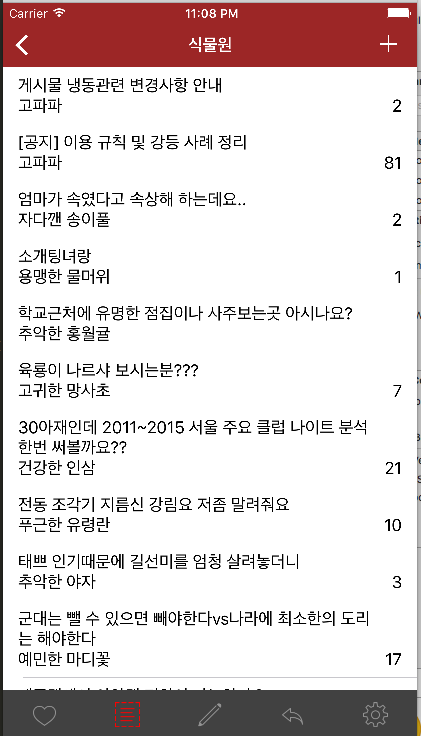 Carrier 11:08 PM
식물원
게시물 냉동관련 변경사항 안내
고파파 2
[공지] 이용 규칙 및 강등 사례 정리
고파파 81
엄마가 속였다고 속상해 하는데요..
자다깬 송이풀 2
소개팅녀랑
용맹한 물머위 1
학교근처에 유명한 점집이나 사주보는곳 아시나요?
추악한 홍월귤
육룡이 나르샤 보시는분???
고귀한 망사초 7
30아재인데 2011~2015 서울 주요 클럽 나이트 분석
한번 써볼까요??
건강한 인삼 21
전동 조각기 지름신 강림요 저좀 말려줘요
푸근한 유령란 10
태쁘 인기때문에 길선미를 엄청 살려놓더니
추악한 야자 3
군대는 뺄 수 있으면 빼야한다vs나라에 최소한의 도리
는 해야한다
예민한 마디꽃 17